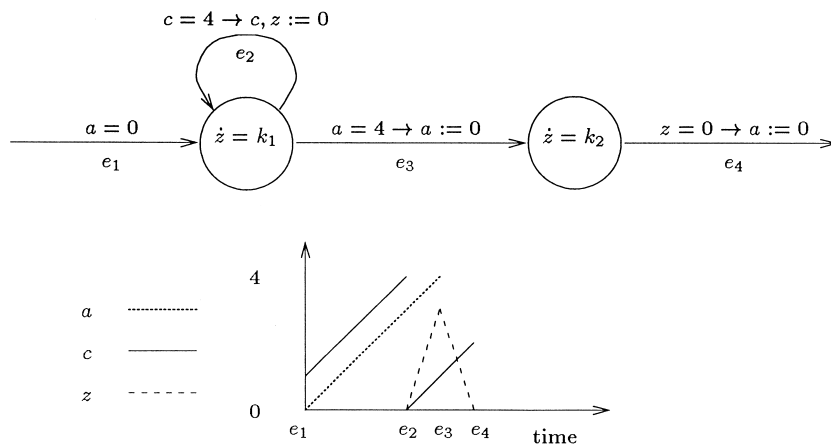 c = 4 → c, z := 0
e₂
a = 0
ż = k₁
a = 4 → a := 0
ż = k₂
z = 0 → a := 0
e₁
e₃
e₄
4
a
c
z
0
e₁
e₂
e₃
e₄
time